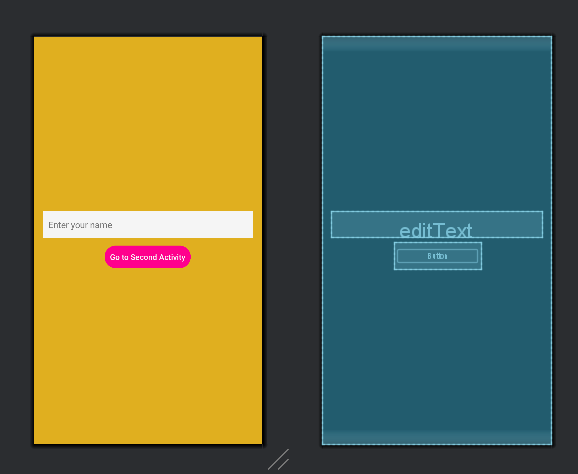 Enter your name
Go to Second Activity
editText
Button